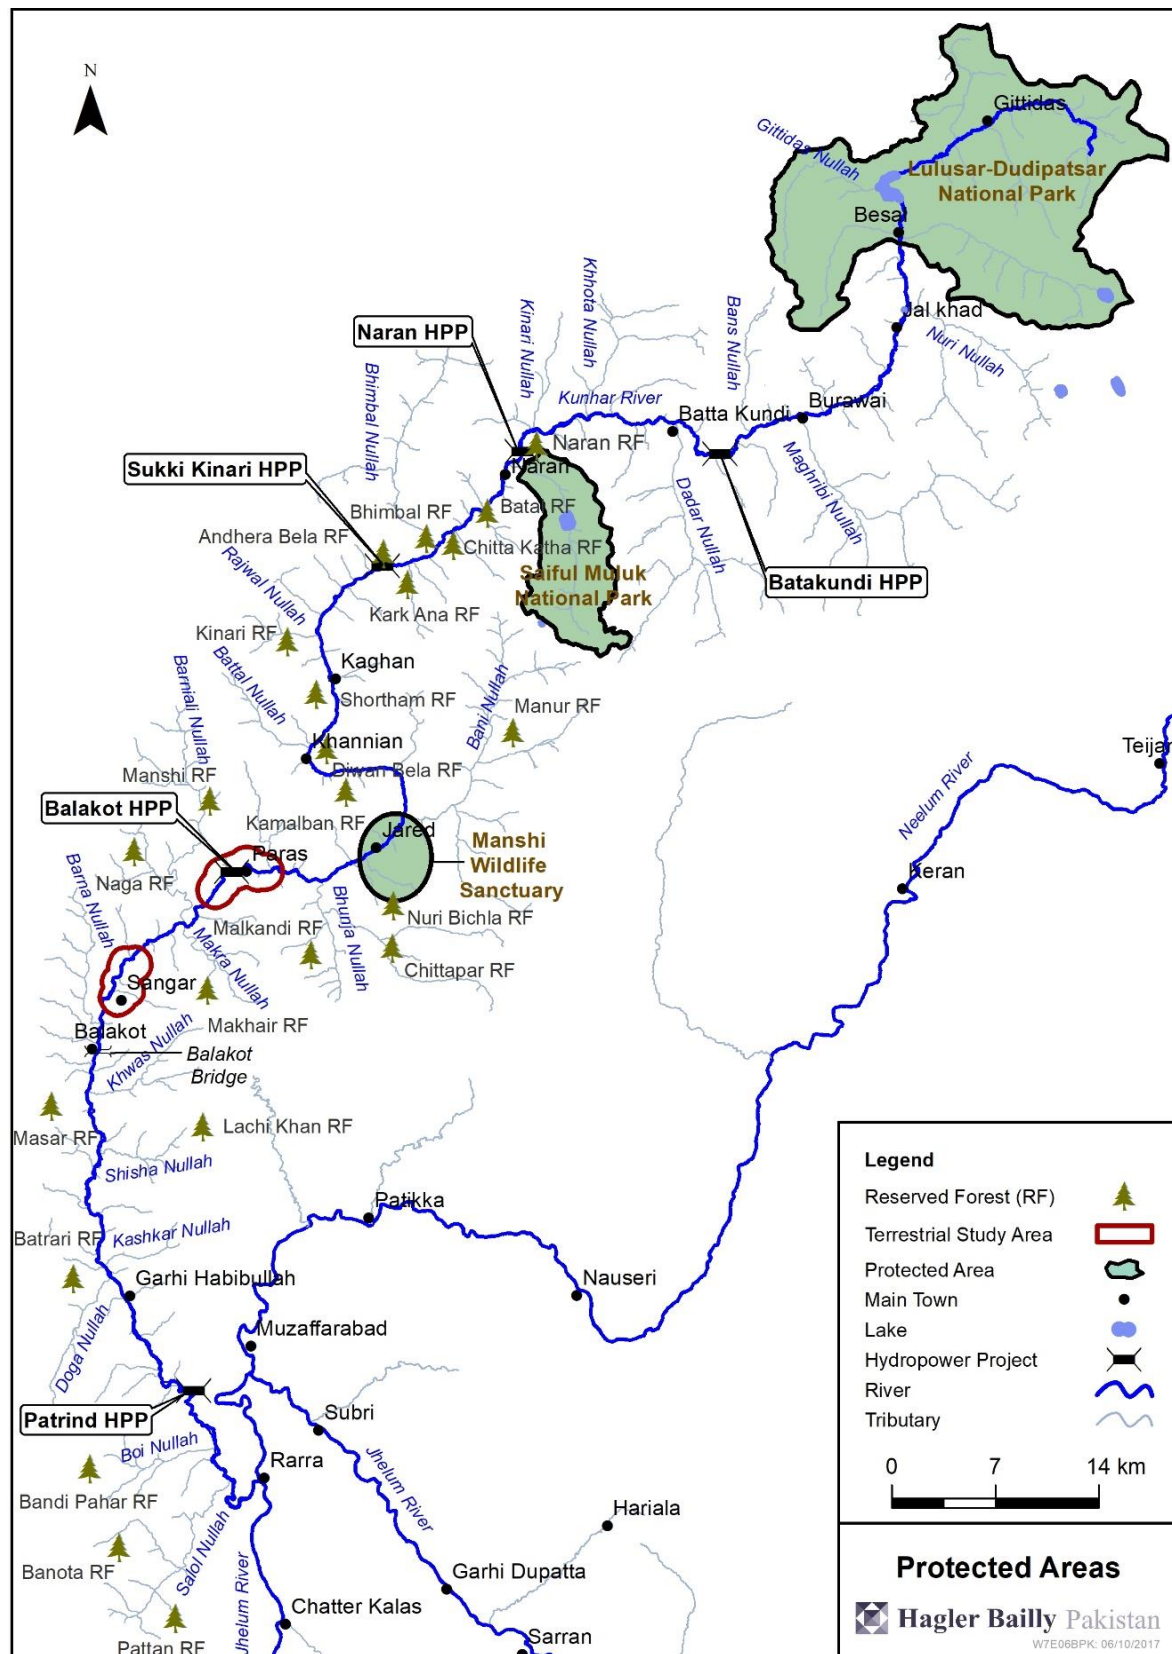 N
Gittidas
Gittidas Nullah
Lulusar-Dudipatsar
National Park
Besal
Jal khad
Nuri Nullah
Khhota Nullah
Kinari Nullah
Bans Nullah
Naran HPP
Bhimbal Nullah
Kunhar River
Batta Kundi
Burawai
Naran RF
Naran
Maghribi Nullah
Dadar Nullah
Sukki Kinari HPP
Batal RF
Bhimbal RF
Andhera Bela RF
Chitta Katha RF
Rajwal Nullah
Saiful Muluk
National Park
Batakundi HPP
Kark Ana RF
Kinari RF
Battal Nullah
Kaghan
Barniali Nullah
Shortham RF
Bani Nullah
Manur RF
Khannian
Teijan
Diwan Bela RF
Manshi RF
Neelum River
Balakot HPP
Kamalban RF
Jared
Manshi
Wildlife
Sanctuary
Paras
Keran
Naga RF
Barna Nullah
Bhunja Nullah
Nuri Bichla RF
Malkandi RF
Makra Nullah
Chittapar RF
Sangar
Makhair RF
Balakot
Khwas Nullah
Balakot
Bridge
Masar RF
Lachi Khan RF
Shisha Nullah
Patikka
Batrari RF
Kashkar Nullah
Garhi Habibullah
Nauseri
Doga Nullah
Muzaffarabad
Patrind HPP
Subri
Boi Nullah
Jhelum River
Rarra
Bandi Pahar RF
Hariala
Banota RF
Salol Nullah
Jhelum River
Garhi Dupatta
Chatter Kalas
Pattan RF
Sarran
Legend
Reserved Forest (RF)
Terrestrial Study Area
Protected Area
Main Town
Lake
Hydropower Project
River
Tributary
0 7 14 km
Protected Areas
Hagler Bailly Pakistan
W7E06BPK: 06/10/2017